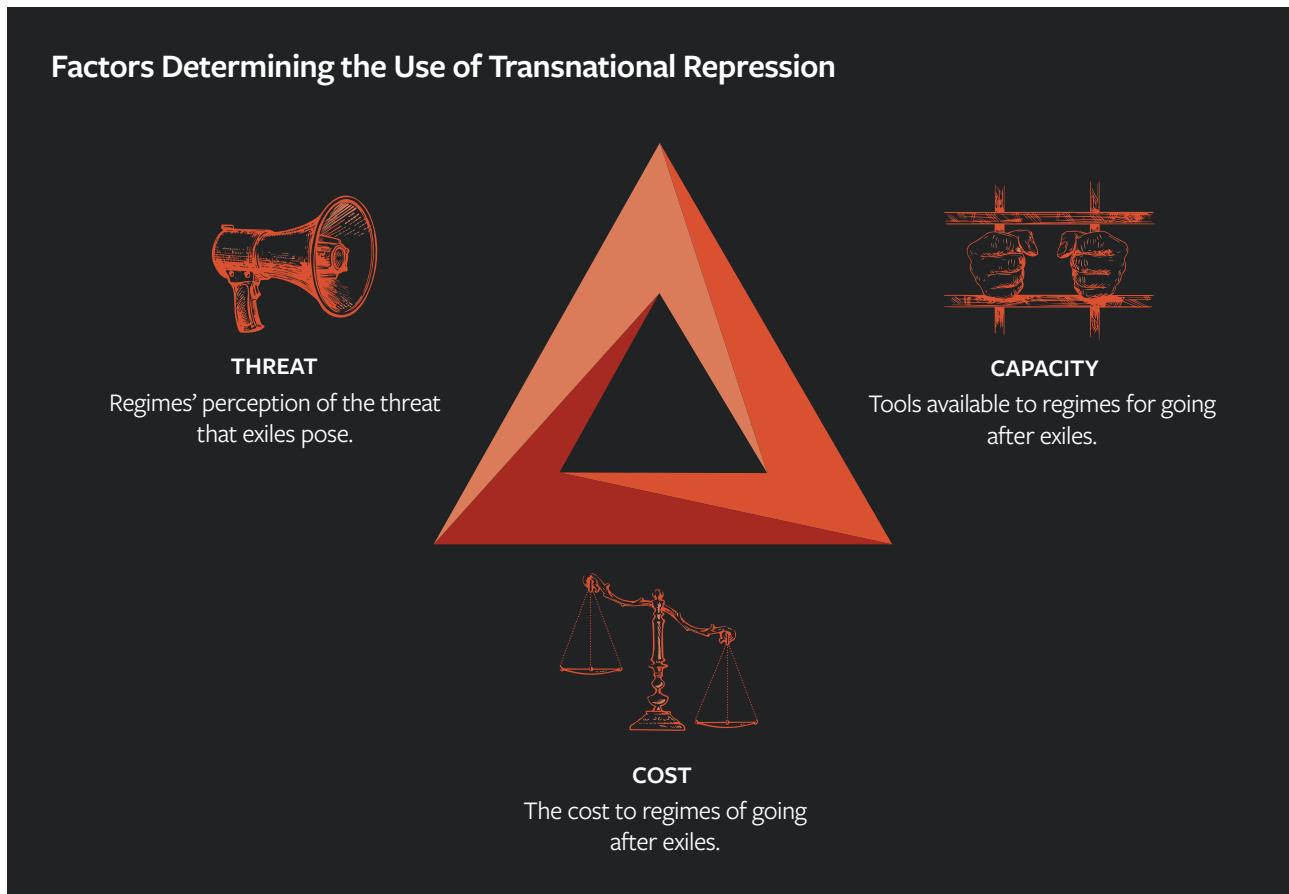 Factors Determining the Use of Transnational Repression
THREAT
Regimes’ perception of the threat
that exiles pose.
CAPACITY
Tools available to regimes for going
after exiles.
COST
The cost to regimes of going
after exiles.